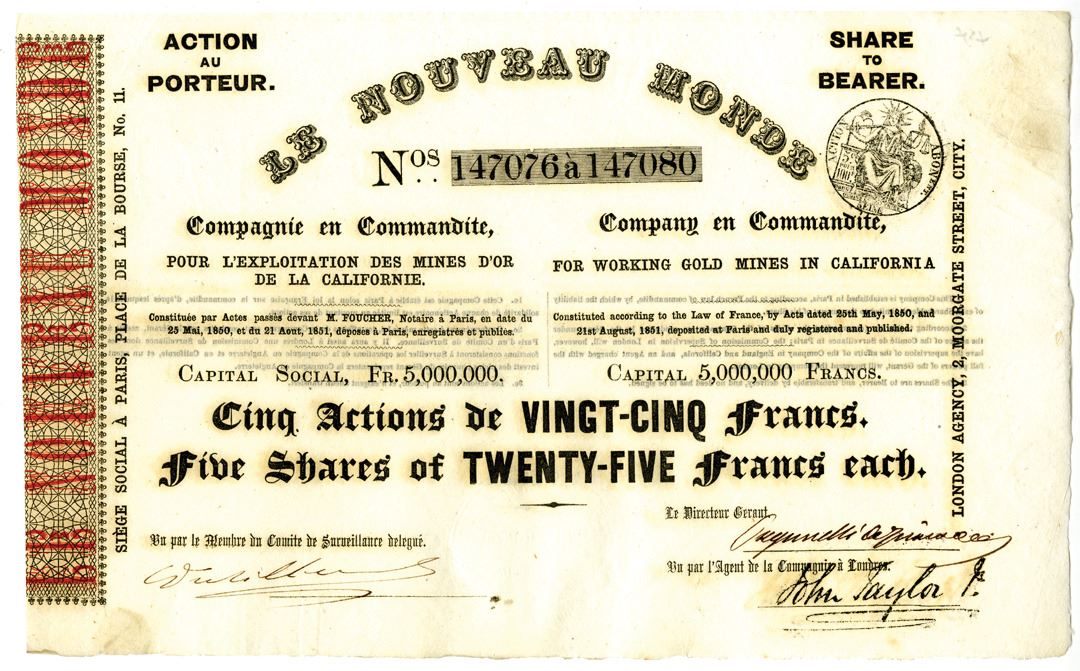 ACTION
AU
PORTEUR.
SHARE
TO
BEARER.
LE NOUVEAU MONDE
Nos. 147076 à 147080
Compagnie en Commandite,
POUR L'EXPLOITATION DES MINES D'OR
DE LA CALIFORNIE.
Constituée par Actes passés devant M. FOUCHER, Notaire à Paris, en date du
25 Mai, 1850, et du 21 Aout, 1851, déposés à Paris, enregistrés et publiés.
CAPITAL SOCIAL, FR. 5,000,000.
Company en Commandite,
FOR WORKING GOLD MINES IN CALIFORNIA
Constituted according to the Law of France, by Acts dated 25th May, 1850, and
21st August, 1851, deposited at Paris and duly registered and published.
CAPITAL 5,000,000 FRANCS.
Cinq Actions de VINGT-CINQ Francs.
Five Shares of TWENTY-FIVE Francs each.
Vu par le Membre du Comite de Surveillance delegué.
Le Directeur Gerant,
Vu par l'Agent de la Compagnie à Londres.
John Taylor
SIÈGE SOCIAL À PARIS, PLACE DE LA BOURSE, No. 11.
LONDON AGENCY, 2, MOORGATE STREET, CITY.
LE NOUVEAU MONDE
ACTION